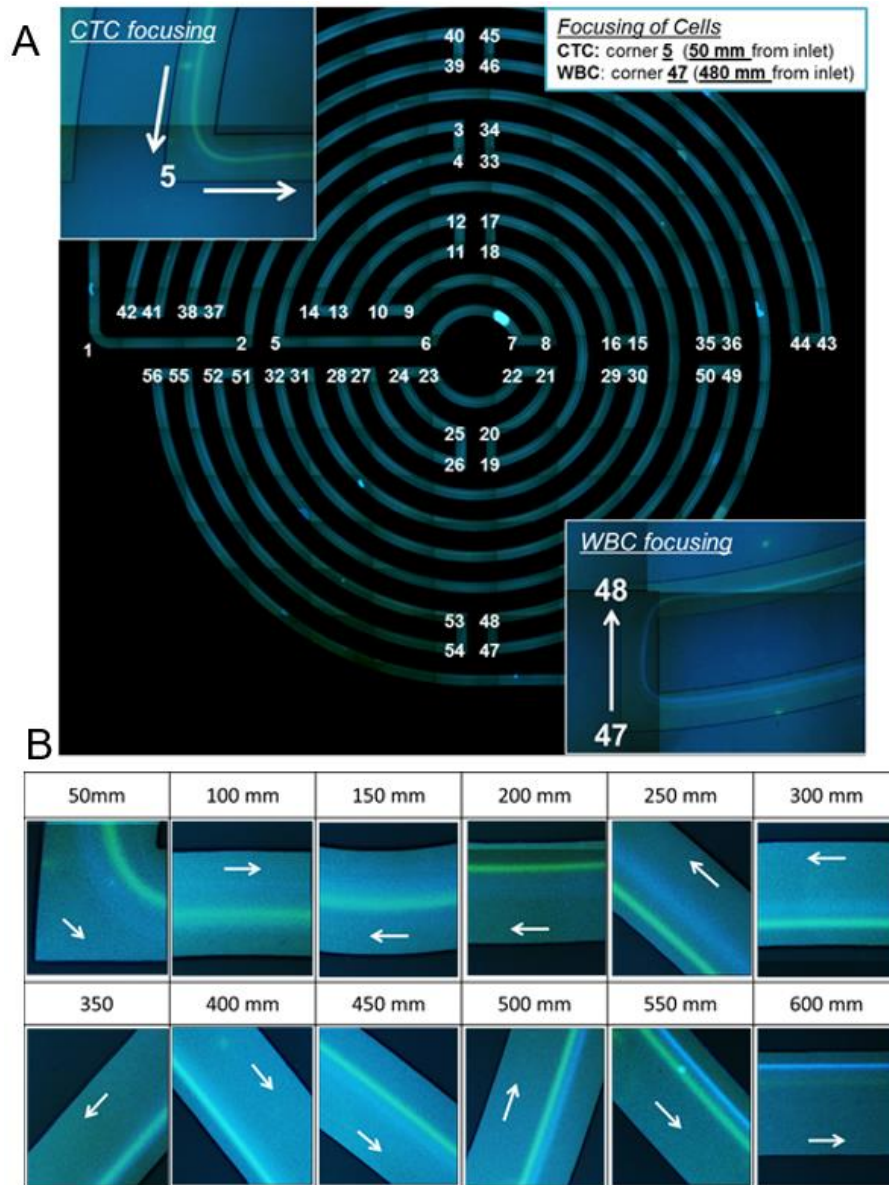 A
CTC focusing
5
Focusing of Cells
CTC: corner 5 (50 mm from inlet)
WBC: corner 47 (480 mm from inlet)
40 45
39 46
3 34
4 33
12 17
11 18
42 41 38 37 14 13 10 9
1 2 5 6 7 8 16 15 35 36 44 43
56 55 52 51 32 31 28 27 24 23 22 21 29 30 50 49
25 20
26 19
53 48
54 47
WBC focusing
48
47
B
50mm 100 mm 150 mm 200 mm 250 mm 300 mm
350 400 mm 450 mm 500 mm 550 mm 600 mm